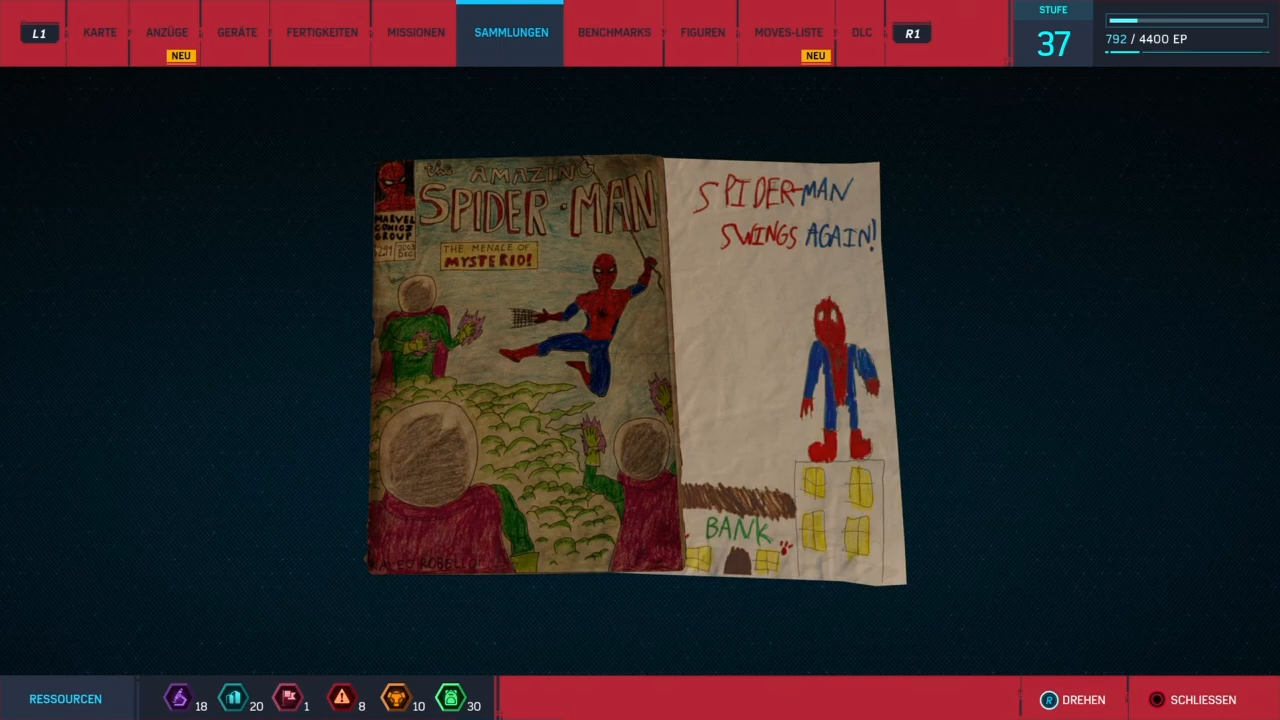 L1
KARTE
ANZÜGE
NEU
GERÄTE
FERTIGKEITEN
MISSIONEN
SAMMLUNGEN
BENCHMARKS
FIGUREN
MOVES-LISTE
NEU
DLC
R1
STUFE
37
792 / 4400 EP
the AMAZING
SPIDER-MAN
MARVEL
COMICS
GROUP
THE MENACE OF
MYSTERIO!
SPIDER-MAN
SWINGS AGAIN!
BANK
RESSOURCEN
18
20
1
8
10
30
R DREHEN
SCHLIESSEN